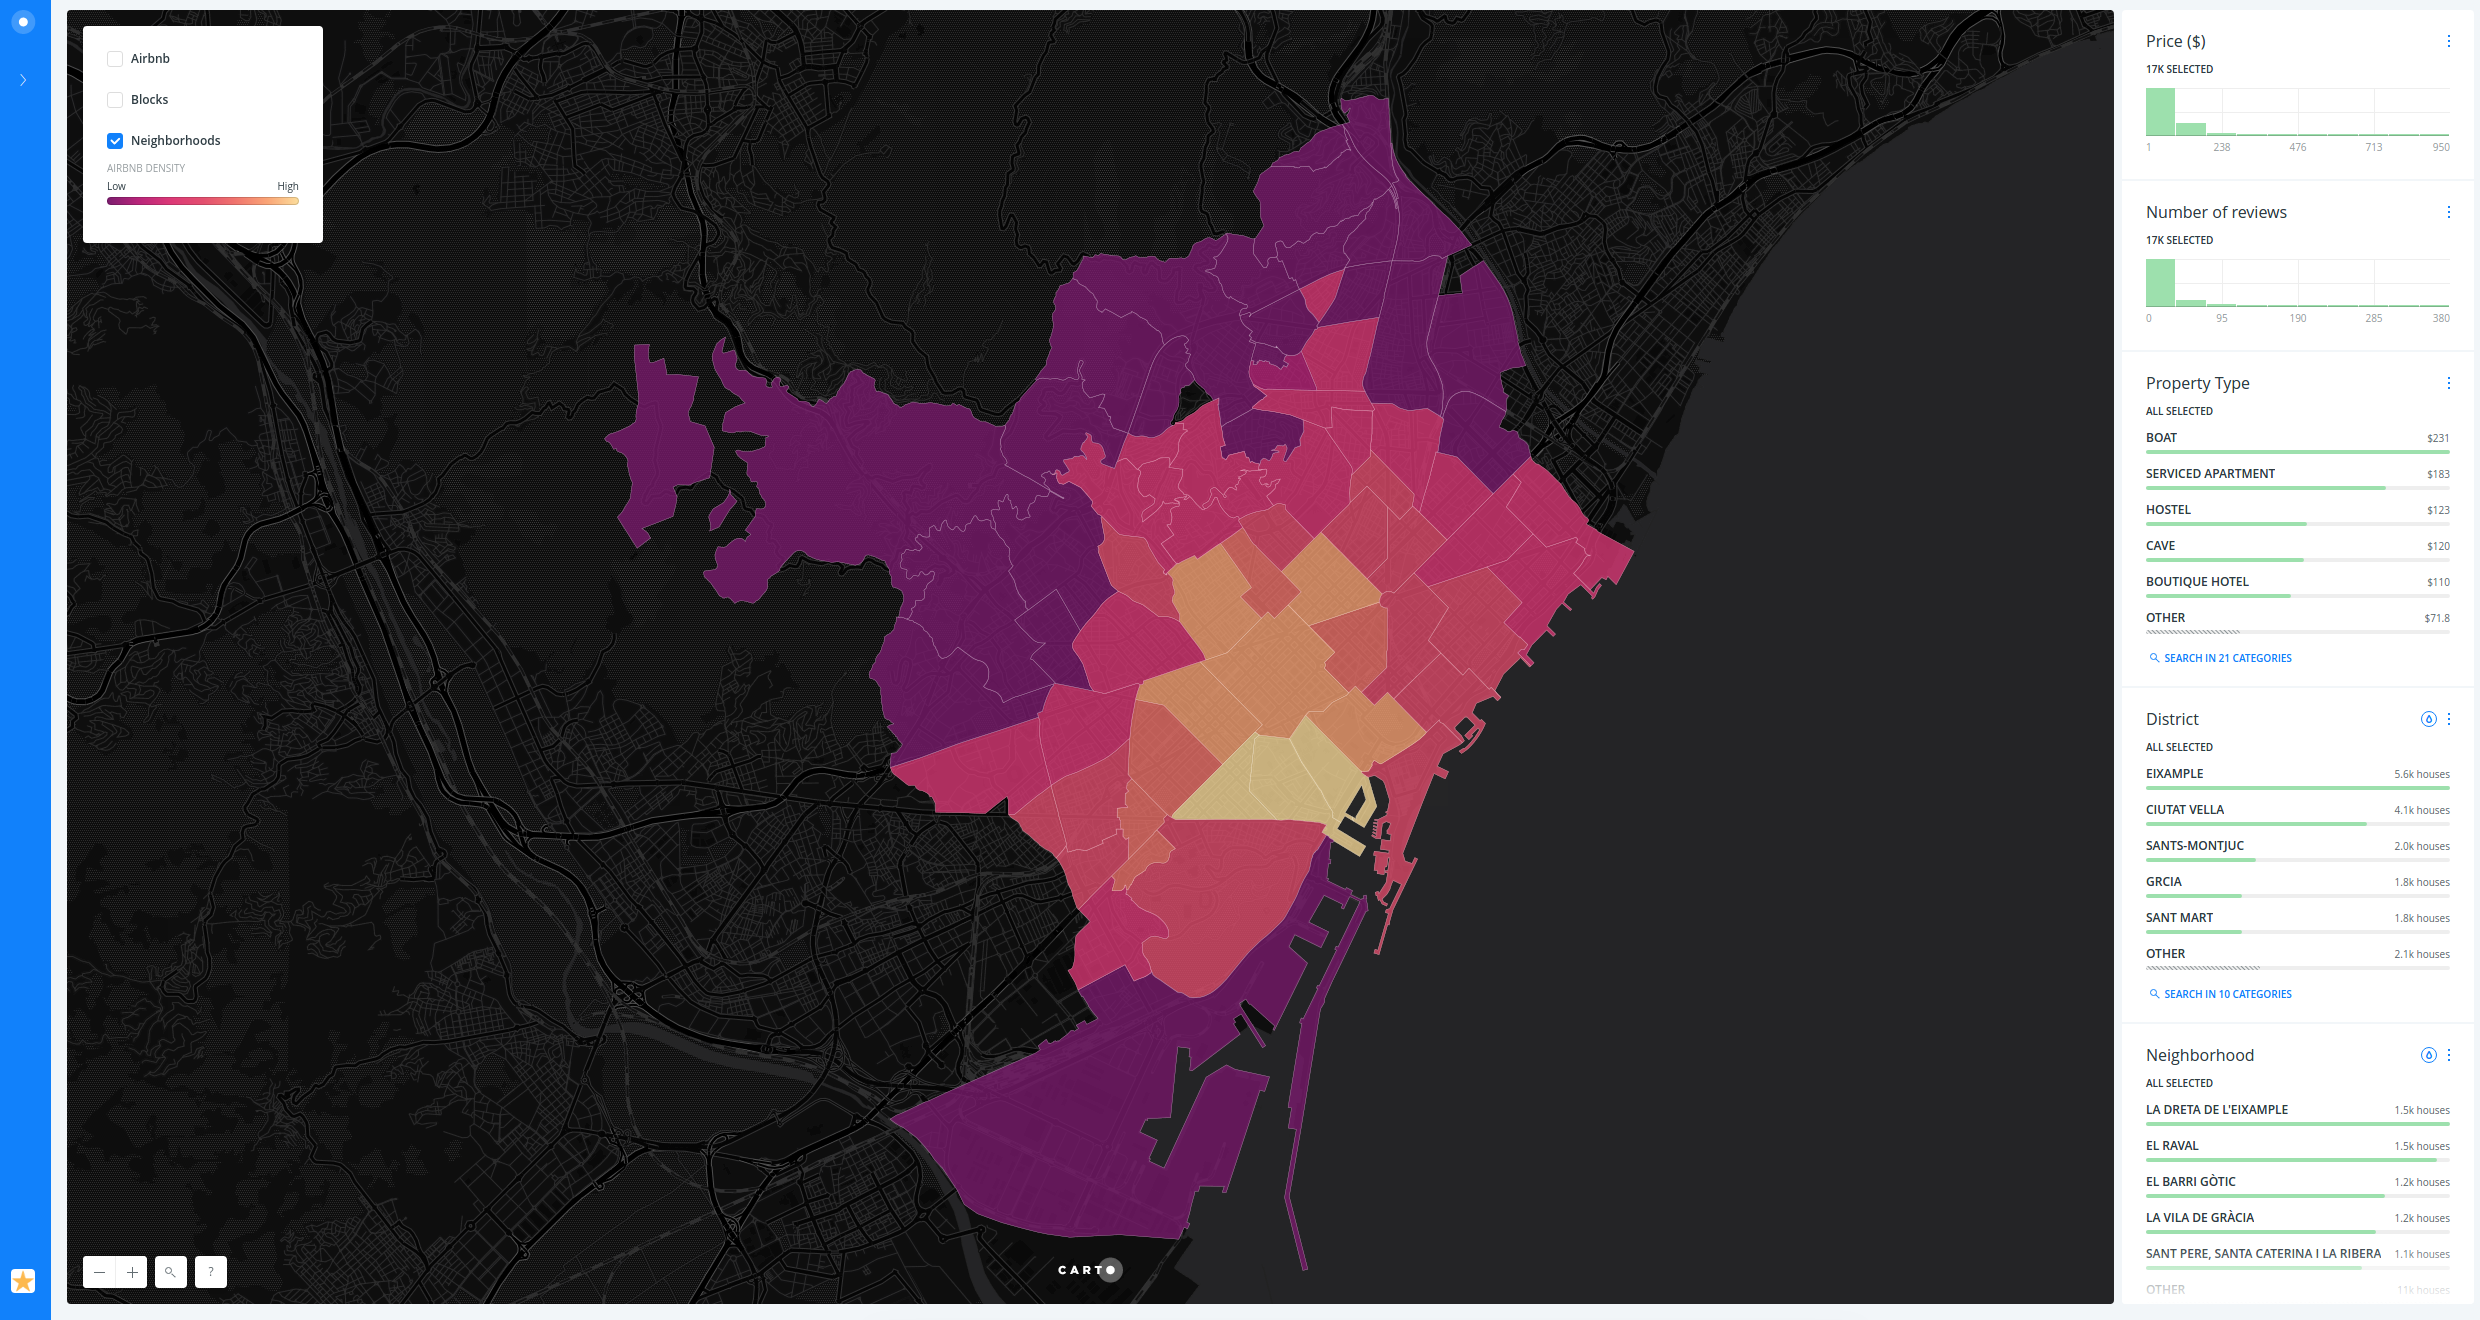 Airbnb
Blocks
Neighborhoods
AIRBNB DENSITY
Low High
? 
CARTO
Price ($)
17K SELECTED
1 238 476 713 950
Number of reviews
17K SELECTED
0 95 190 285 380
Property Type
ALL SELECTED
BOAT $231
SERVICED APARTMENT $183
HOSTEL $123
CAVE $120
BOUTIQUE HOTEL $110
OTHER $71.8
SEARCH IN 21 CATEGORIES
District
ALL SELECTED
EIXAMPLE 5.6k houses
CIUTAT VELLA 4.1k houses
SANTS-MONTJUC 2.0k houses
GRCIA 1.8k houses
SANT MART 1.8k houses
OTHER 2.1k houses
SEARCH IN 10 CATEGORIES
Neighborhood
ALL SELECTED
LA DRETA DE L'EIXAMPLE 1.5k houses
EL RAVAL 1.5k houses
EL BARRI GÒTIC 1.2k houses
LA VILA DE GRÀCIA 1.2k houses
SANT PERE, SANTA CATERINA I LA RIBERA 1.1k houses
OTHER 11k houses